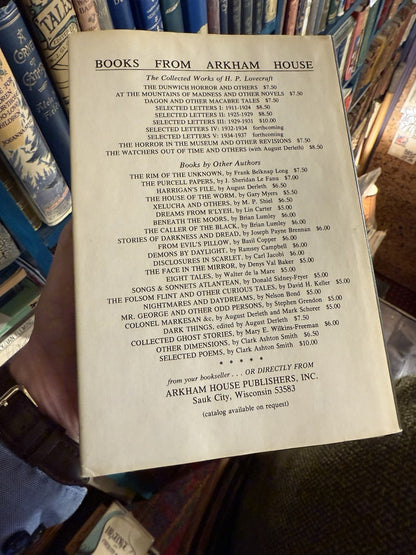 BOOKS FROM ARKHAM HOUSE
The Collected Works of H. P. Lovecraft
THE DUNWICH HORROR AND OTHERS $7.50
AT THE MOUNTAINS OF MADNESS AND OTHER NOVELS $7.50
DAGON AND OTHER MACABRE TALES $7.50
SELECTED LETTERS I: 1911-1924 $8.50
SELECTED LETTERS II: 1925-1929 $8.50
SELECTED LETTERS III: 1929-1931 $10.00
SELECTED LETTERS IV: 1932-1934 forthcoming
SELECTED LETTERS V: 1934-1937 forthcoming
THE HORROR IN THE MUSEUM AND OTHER REVISIONS $7.50
THE WATCHERS OUT OF TIME AND OTHERS (with August Derleth) $8.50
Books by Other Authors
THE RIM OF THE UNKNOWN, by Frank Belknap Long $7.50
THE PURCELL PAPERS, by J. Sheridan Le Fanu $7.00
HARRIGAN'S FILE, by August Derleth $6.50
THE HOUSE OF THE WORM, by Gary Myers $5.50
XELUCHA AND OTHERS, by M. P. Shiel $6.50
DREAMS FROM R'LYEH, by Lin Carter $5.00
BENEATH THE MOORS, by Brian Lumley $6.00
THE CALLER OF THE BLACK, by Brian Lumley $6.00
STORIES OF DARKNESS AND DREAD, by Joseph Payne Brennan $6.00
FROM EVIL'S PILLOW, by Basil Copper $6.00
DEMONS BY DAYLIGHT, by Ramsey Campbell $6.00
DISCLOSURES IN SCARLET, by Carl Jacobi $6.00
THE FACE IN THE MIRROR, by Denys Val Baker $5.00
EIGHT TALES, by Walter de la Mare $5.00
SONGS & SONNETS ATLANTEAN, by Donald Sidney-Fryer $5.00
THE FOLSOM FLINT AND OTHER CURIOUS TALES, by David H. Keller $5.00
NIGHTMARES AND DAYDREAMS, by Nelson Bond $5.00
MR. GEORGE AND OTHER ODD PERSONS, by Stephen Grendon $5.00
COLONEL MARKESAN &c, by August Derleth and Mark Schorer $5.00
DARK THINGS, edited by August Derleth $7.50
COLLECTED GHOST STORIES, by Mary E. Wilkins-Freeman $6.00
OTHER DIMENSIONS, by Clark Ashton Smith $6.50
SELECTED POEMS, by Clark Ashton Smith $10.00
* * * * *
from your bookseller . . . OR DIRECTLY FROM
ARKHAM HOUSE PUBLISHERS, INC.
Sauk City, Wisconsin 53583
(catalog available on request)